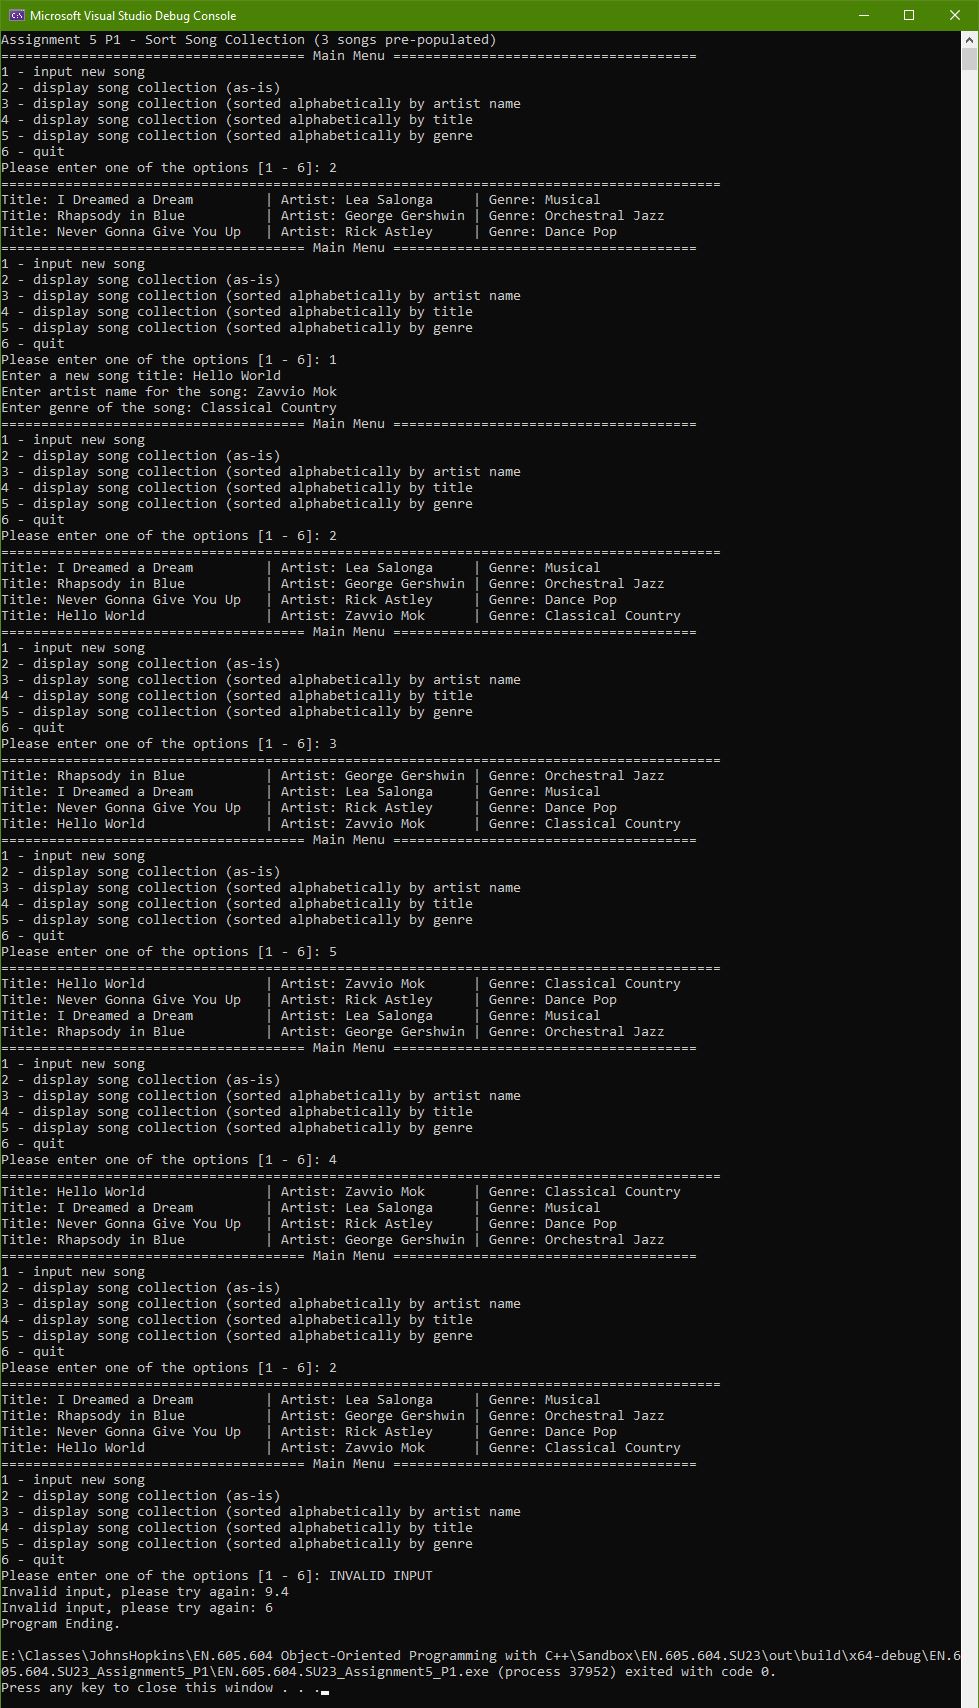 Microsoft Visual Studio Debug Console
Assignment 5 P1 - Sort Song Collection (3 songs pre-populated)
====================================== Main Menu ======================================
1 - input new song
2 - display song collection (as-is)
3 - display song collection (sorted alphabetically by artist name
4 - display song collection (sorted alphabetically by title
5 - display song collection (sorted alphabetically by genre
6 - quit
Please enter one of the options [1 - 6]: 2
==========================================================================================
Title: I Dreamed a Dream         | Artist: Lea Salonga     | Genre: Musical
Title: Rhapsody in Blue          | Artist: George Gershwin | Genre: Orchestral Jazz
Title: Never Gonna Give You Up   | Artist: Rick Astley     | Genre: Dance Pop
====================================== Main Menu ======================================
1 - input new song
2 - display song collection (as-is)
3 - display song collection (sorted alphabetically by artist name
4 - display song collection (sorted alphabetically by title
5 - display song collection (sorted alphabetically by genre
6 - quit
Please enter one of the options [1 - 6]: 1
Enter a new song title: Hello World
Enter artist name for the song: Zavvio Mok
Enter genre of the song: Classical Country
====================================== Main Menu ======================================
1 - input new song
2 - display song collection (as-is)
3 - display song collection (sorted alphabetically by artist name
4 - display song collection (sorted alphabetically by title
5 - display song collection (sorted alphabetically by genre
6 - quit
Please enter one of the options [1 - 6]: 2
==========================================================================================
Title: I Dreamed a Dream         | Artist: Lea Salonga     | Genre: Musical
Title: Rhapsody in Blue          | Artist: George Gershwin | Genre: Orchestral Jazz
Title: Never Gonna Give You Up   | Artist: Rick Astley     | Genre: Dance Pop
Title: Hello World               | Artist: Zavvio Mok      | Genre: Classical Country
====================================== Main Menu ======================================
1 - input new song
2 - display song collection (as-is)
3 - display song collection (sorted alphabetically by artist name
4 - display song collection (sorted alphabetically by title
5 - display song collection (sorted alphabetically by genre
6 - quit
Please enter one of the options [1 - 6]: 3
==========================================================================================
Title: Rhapsody in Blue          | Artist: George Gershwin | Genre: Orchestral Jazz
Title: I Dreamed a Dream         | Artist: Lea Salonga     | Genre: Musical
Title: Never Gonna Give You Up   | Artist: Rick Astley     | Genre: Dance Pop
Title: Hello World               | Artist: Zavvio Mok      | Genre: Classical Country
====================================== Main Menu ======================================
1 - input new song
2 - display song collection (as-is)
3 - display song collection (sorted alphabetically by artist name
4 - display song collection (sorted alphabetically by title
5 - display song collection (sorted alphabetically by genre
6 - quit
Please enter one of the options [1 - 6]: 5
==========================================================================================
Title: Hello World               | Artist: Zavvio Mok      | Genre: Classical Country
Title: Never Gonna Give You Up   | Artist: Rick Astley     | Genre: Dance Pop
Title: I Dreamed a Dream         | Artist: Lea Salonga     | Genre: Musical
Title: Rhapsody in Blue          | Artist: George Gershwin | Genre: Orchestral Jazz
====================================== Main Menu ======================================
1 - input new song
2 - display song collection (as-is)
3 - display song collection (sorted alphabetically by artist name
4 - display song collection (sorted alphabetically by title
5 - display song collection (sorted alphabetically by genre
6 - quit
Please enter one of the options [1 - 6]: 4
==========================================================================================
Title: Hello World               | Artist: Zavvio Mok      | Genre: Classical Country
Title: I Dreamed a Dream         | Artist: Lea Salonga     | Genre: Musical
Title: Never Gonna Give You Up   | Artist: Rick Astley     | Genre: Dance Pop
Title: Rhapsody in Blue          | Artist: George Gershwin | Genre: Orchestral Jazz
====================================== Main Menu ======================================
1 - input new song
2 - display song collection (as-is)
3 - display song collection (sorted alphabetically by artist name
4 - display song collection (sorted alphabetically by title
5 - display song collection (sorted alphabetically by genre
6 - quit
Please enter one of the options [1 - 6]: 2
==========================================================================================
Title: I Dreamed a Dream         | Artist: Lea Salonga     | Genre: Musical
Title: Rhapsody in Blue          | Artist: George Gershwin | Genre: Orchestral Jazz
Title: Never Gonna Give You Up   | Artist: Rick Astley     | Genre: Dance Pop
Title: Hello World               | Artist: Zavvio Mok      | Genre: Classical Country
====================================== Main Menu ======================================
1 - input new song
2 - display song collection (as-is)
3 - display song collection (sorted alphabetically by artist name
4 - display song collection (sorted alphabetically by title
5 - display song collection (sorted alphabetically by genre
6 - quit
Please enter one of the options [1 - 6]: INVALID INPUT
Invalid input, please try again: 9.4
Invalid input, please try again: 6
Program Ending.
E:\Classes\JohnsHopkins\EN.605.604 Object-Oriented Programming with C++\Sandbox\EN.605.604.SU23\out\build\x64-debug\EN.6
05.604.SU23_Assignment5_P1\EN.605.604.SU23_Assignment5_P1.exe (process 37952) exited with code 0.
Press any key to close this window . . .